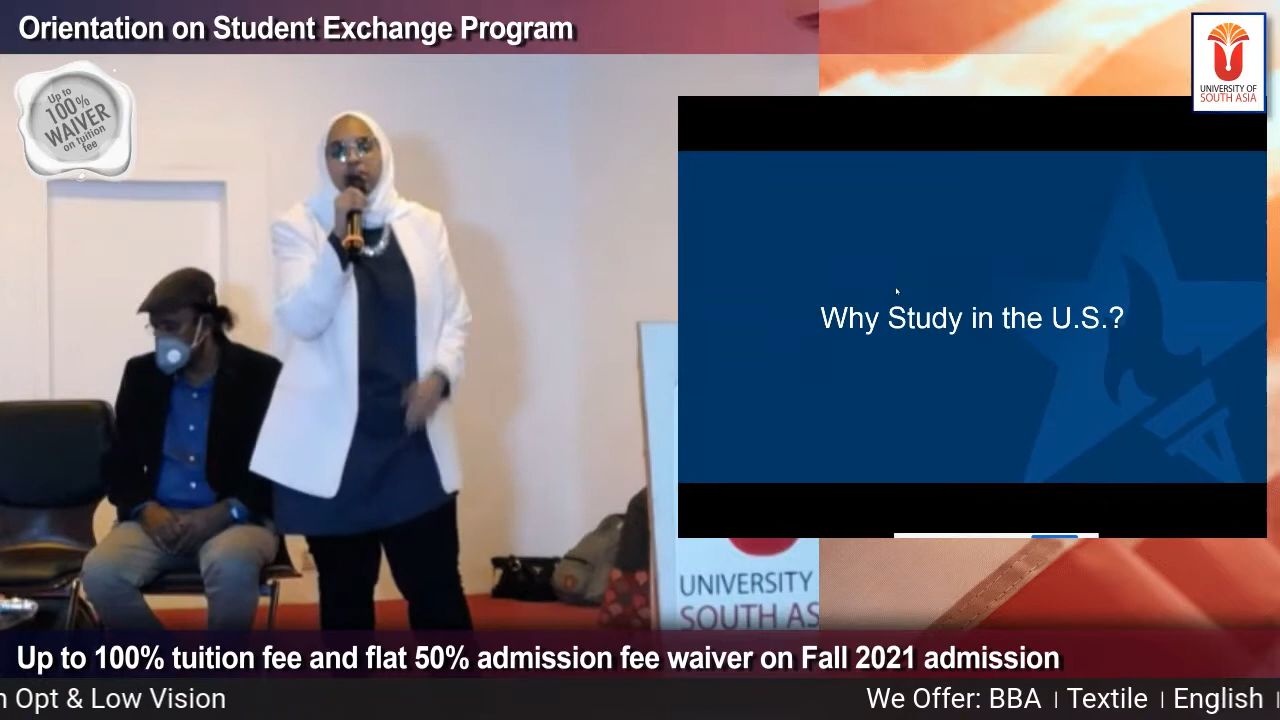 Orientation on Student Exchange Program
Up to
100%
WAIVER
on tuition
fee
UNIVERSITY OF
SOUTH ASIA
Why Study in the U.S.?
UNIVERSITY
SOUTH AS
Up to 100% tuition fee and flat 50% admission fee waiver on Fall 2021 admission
n Opt & Low Vision
We Offer: BBA | Textile | English |